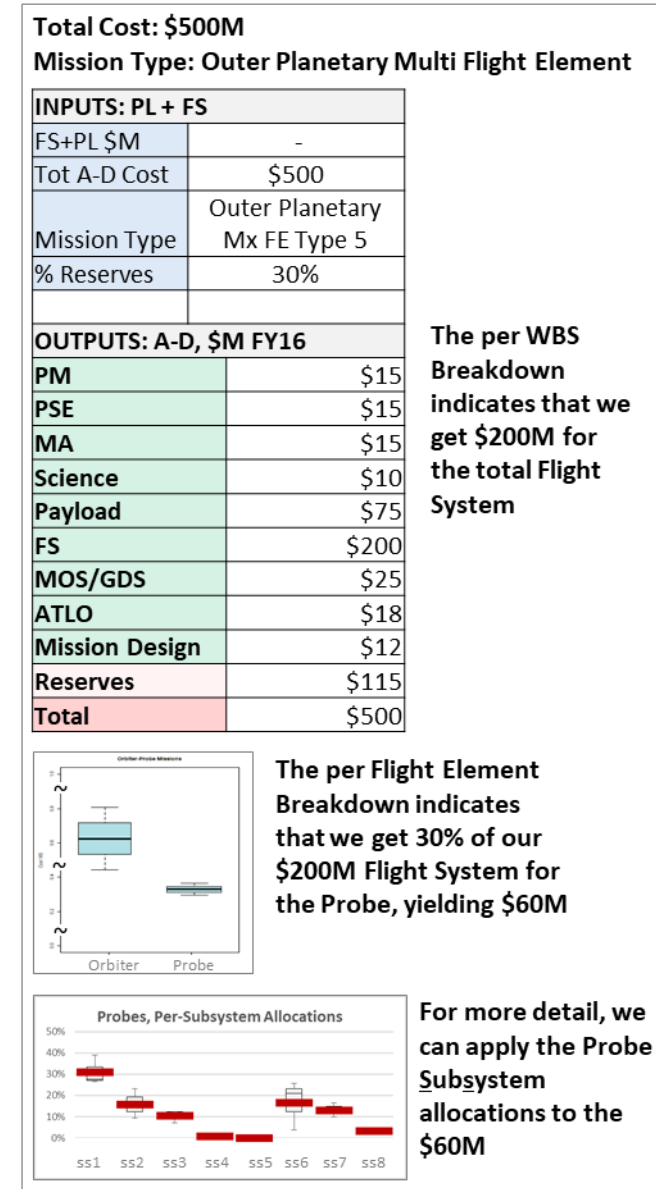 Total Cost: $500M
Mission Type: Outer Planetary Multi Flight Element
INPUTS: PL + FS
FS+PL $M -
Tot A-D Cost $500
Mission Type Outer Planetary
Mx FE Type 5
% Reserves 30%
OUTPUTS: A-D, $M FY16
PM $15
PSE $15
MA $15
Science $10
Payload $75
FS $200
MOS/GDS $25
ATLO $18
Mission Design $12
Reserves $115
Total $500
The per WBS
Breakdown
indicates that we
get $200M for
the total Flight
System
Orbiter-Probe Missions
Orbiter Probe
The per Flight Element
Breakdown indicates
that we get 30% of our
$200M Flight System for
the Probe, yielding $60M
Probes, Per-Subsystem Allocations
50%
40%
30%
20%
10%
0%
ss1 ss2 ss3 ss4 ss5 ss6 ss7 ss8
For more detail, we
can apply the Probe
Subsystem
allocations to the
$60M